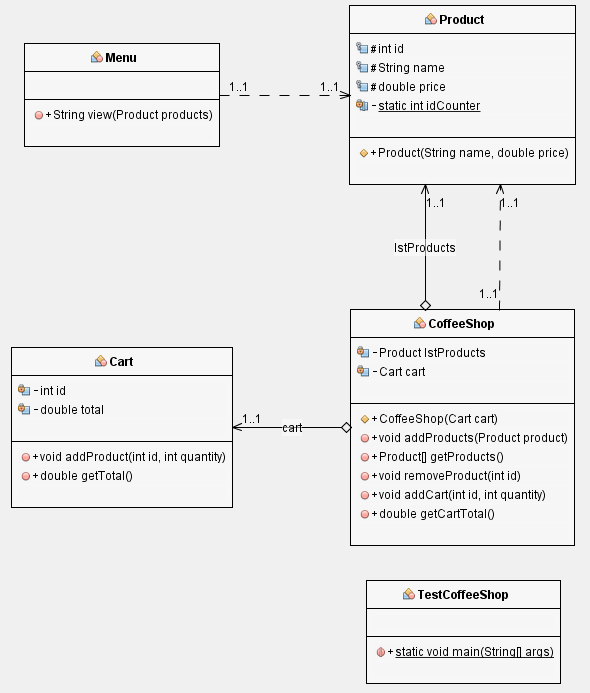 Product
# int id
# String name
# double price
- static int idCounter
+ Product(String name, double price)
Menu
+ String view(Product products)
1..1
1..1
1..1
1..1
lstProducts
1..1
CoffeeShop
- Product lstProducts
- Cart cart
+ CoffeeShop(Cart cart)
+ void addProducts(Product product)
+ Product[] getProducts()
+ void removeProduct(int id)
+ void addCart(int id, int quantity)
+ double getCartTotal()
Cart
- int id
- double total
+ void addProduct(int id, int quantity)
+ double getTotal()
1..1
cart
TestCoffeeShop
+ static void main(String[] args)